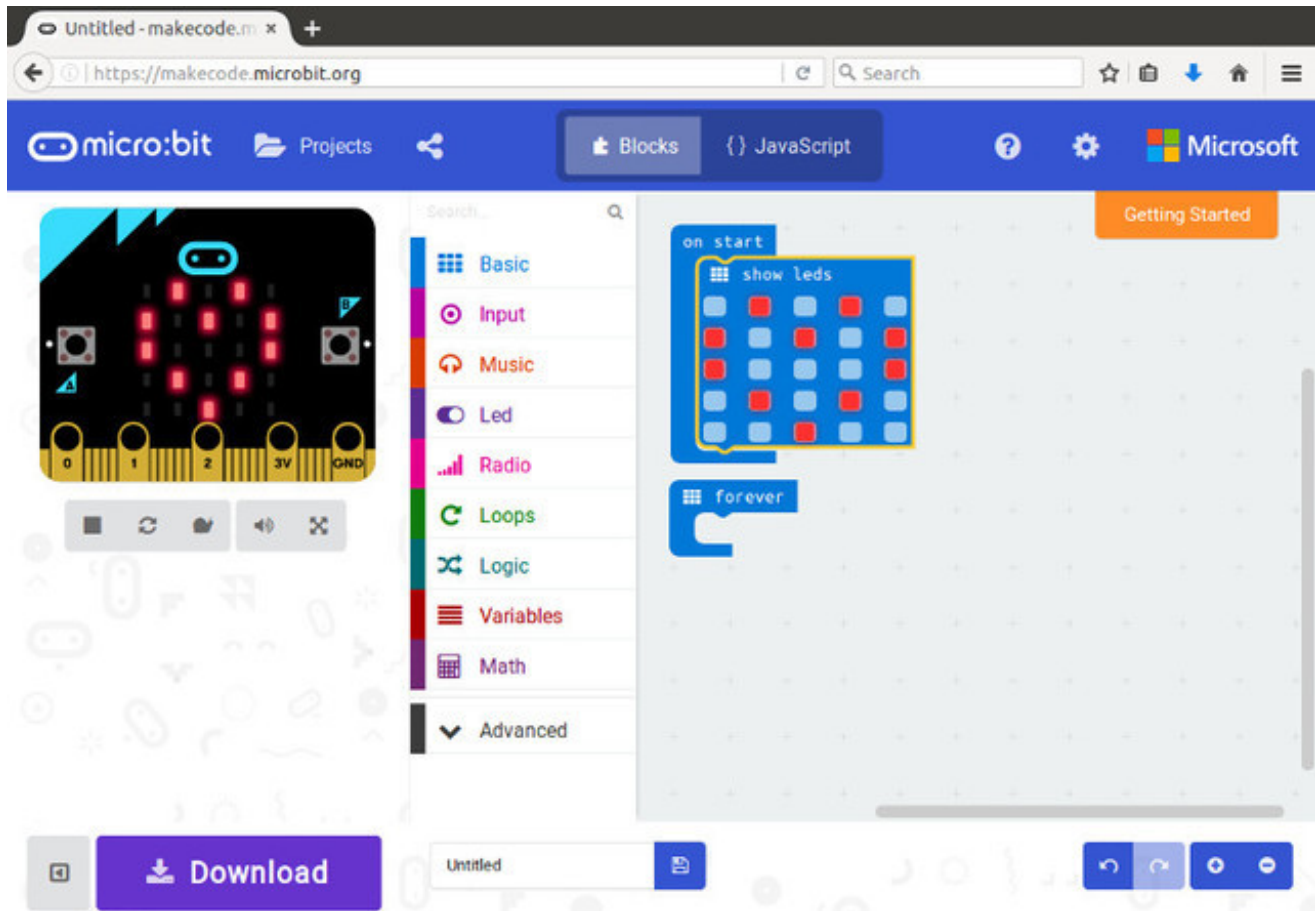 Untitled - makecode.m
https://makecode.microbit.org
Search
micro:bit
Projects
Blocks
{} JavaScript
Microsoft
Search...
Getting Started
Basic
Input
Music
Led
Radio
Loops
Logic
Variables
Math
Advanced
B
A
0 1 2 3V GND
on start
show leds
forever
Download
Untitled